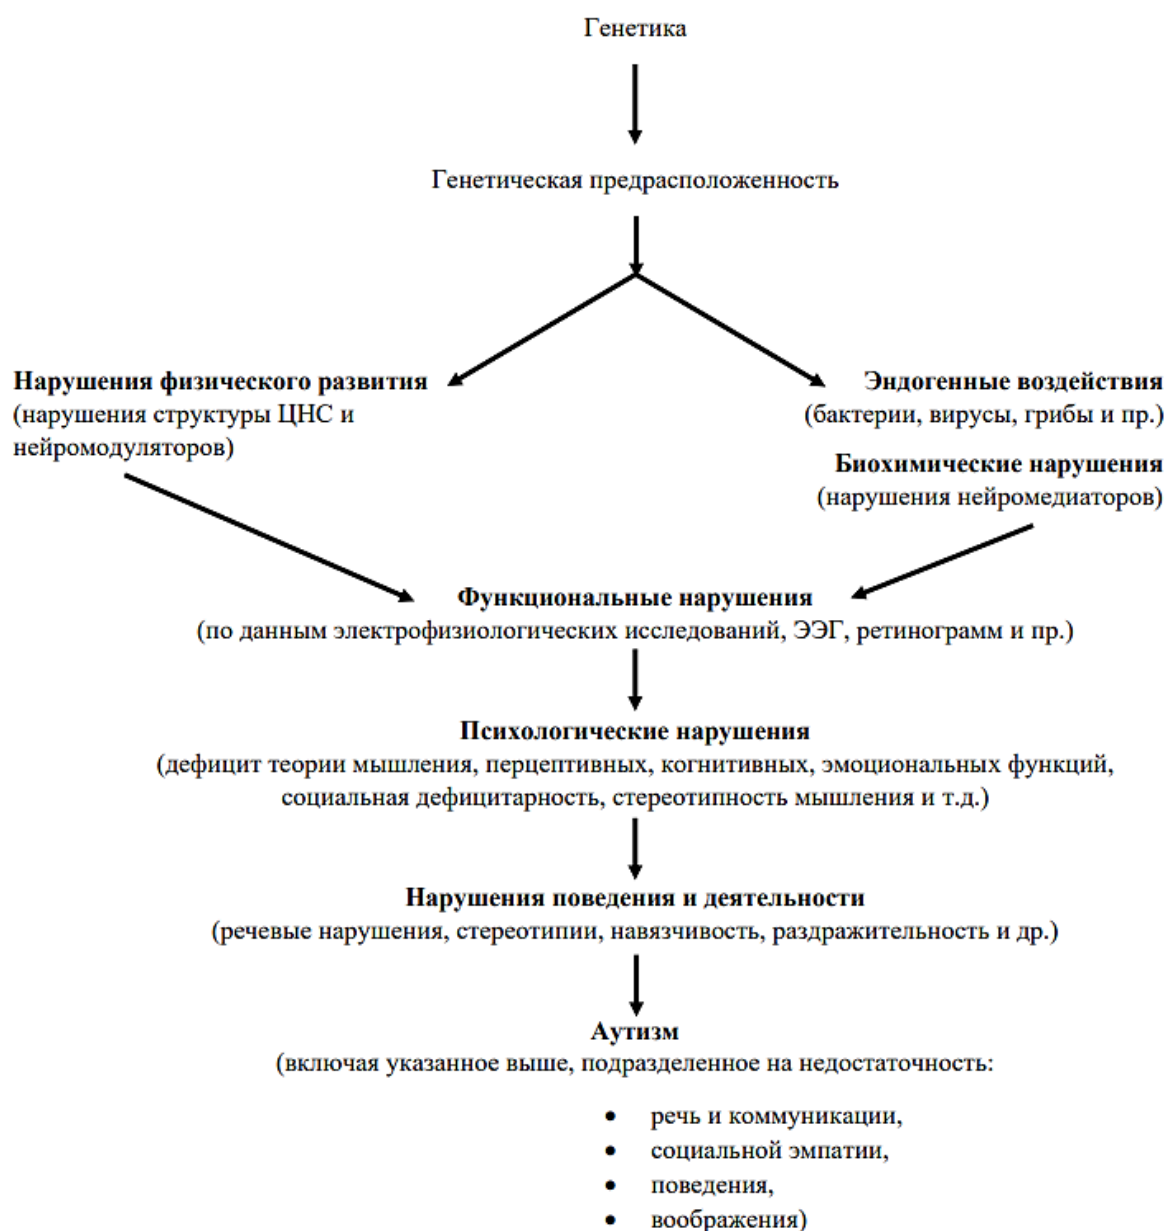 Генетика
Генетическая предрасположенность
Нарушения физического развития
(нарушения структуры ЦНС и
нейромодуляторов)
Эндогенные воздействия
(бактерии, вирусы, грибы и пр.)
Биохимические нарушения
(нарушения нейромедиаторов)
Функциональные нарушения
(по данным электрофизиологических исследований, ЭЭГ, ретинограмм и пр.)
Психологические нарушения
(дефицит теории мышления, перцептивных, когнитивных, эмоциональных функций,
социальная дефицитарность, стереотипность мышления и т.д.)
Нарушения поведения и деятельности
(речевые нарушения, стереотипии, навязчивость, раздражительность и др.)
Аутизм
(включая указанное выше, подразделенное на недостаточность:
• речь и коммуникации,
• социальной эмпатии,
• поведения,
• воображения)